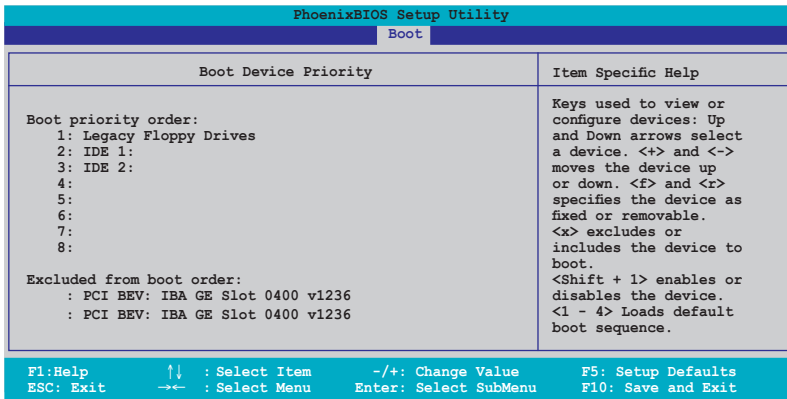 PhoenixBIOS Setup Utility
Boot
Boot Device Priority
Boot priority order:
1: Legacy Floppy Drives
2: IDE 1:
3: IDE 2:
4:
5:
6:
7:
8:
Excluded from boot order:
: PCI BEV: IBA GE Slot 0400 v1236
: PCI BEV: IBA GE Slot 0400 v1236
Item Specific Help
Keys used to view or
configure devices: Up
and Down arrows select
a device. <+> and <->
moves the device up
or down. <f> and <r>
specifies the device as
fixed or removable.
<x> excludes or
includes the device to
boot.
<Shift + 1> enables or
disables the device.
<1 - 4> Loads default
boot sequence.
F1:Help ↑↓ : Select Item -/+: Change Value F5: Setup Defaults
ESC: Exit →← : Select Menu Enter: Select SubMenu F10: Save and Exit